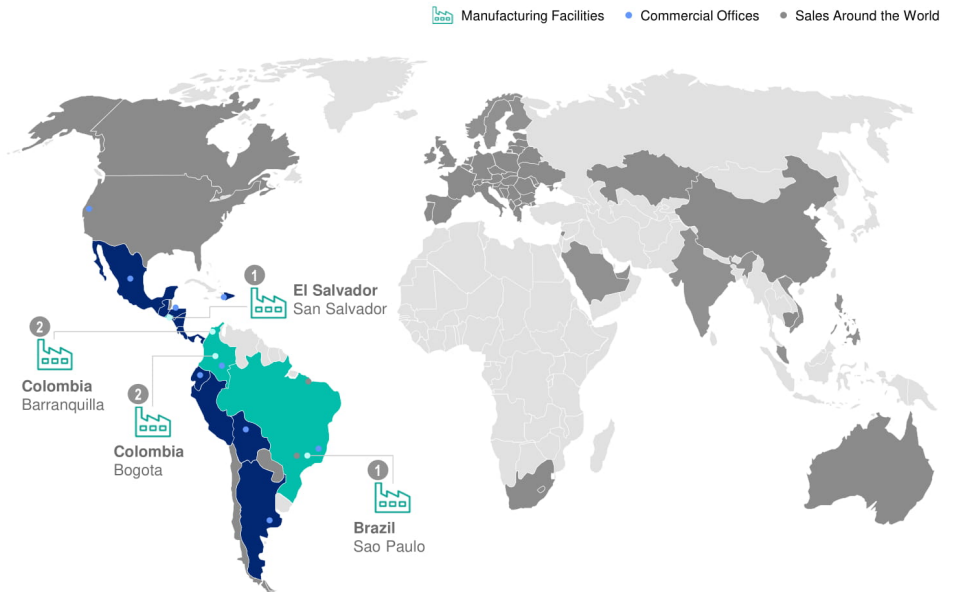 Manufacturing Facilities
Commercial Offices
Sales Around the World
1
El Salvador
San Salvador
2
Colombia
Barranquilla
2
Colombia
Bogota
1
Brazil
Sao Paulo